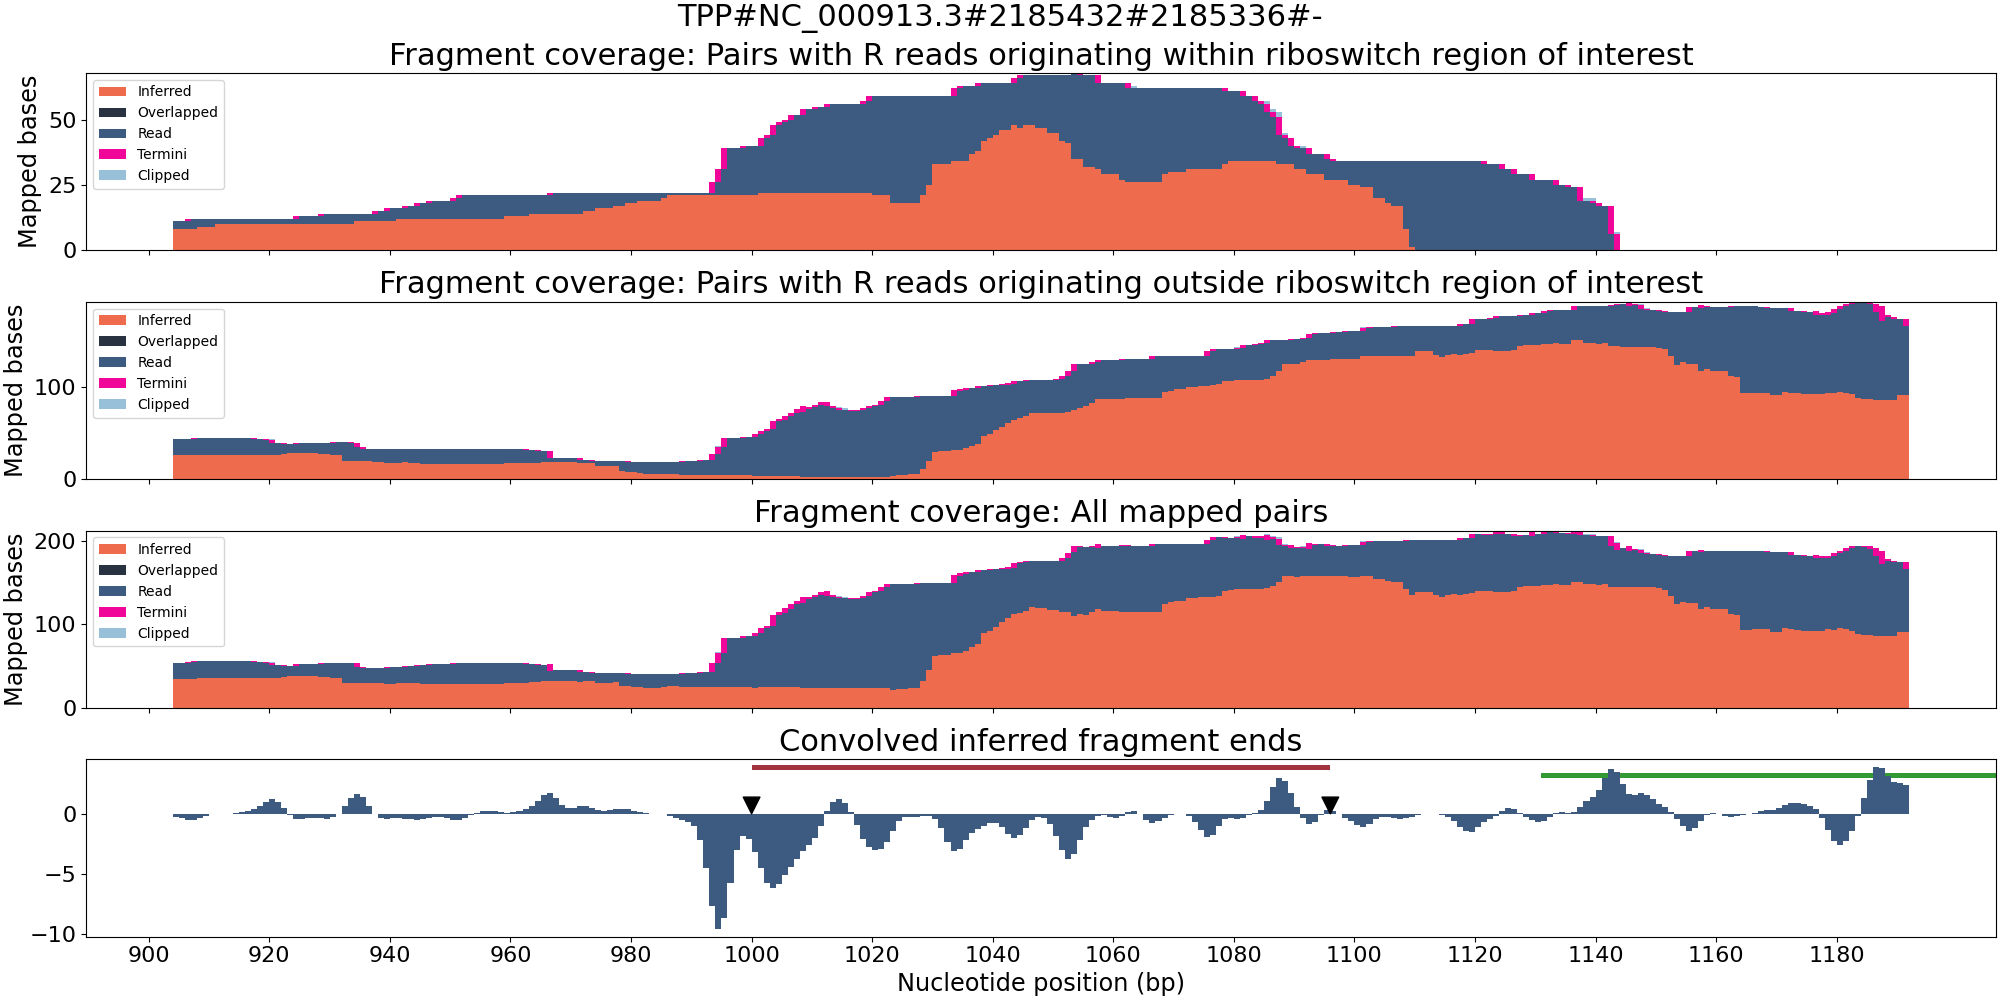 TPP#NC_000913.3#2185432#2185336#-
Fragment coverage: Pairs with R reads originating within riboswitch region of interest
Mapped bases
50
25
0
Inferred
Overlapped
Read
Termini
Clipped
Fragment coverage: Pairs with R reads originating outside riboswitch region of interest
Mapped bases
100
0
Inferred
Overlapped
Read
Termini
Clipped
Fragment coverage: All mapped pairs
Mapped bases
200
100
0
Inferred
Overlapped
Read
Termini
Clipped
Convolved inferred fragment ends
0
−5
−10
900 920 940 960 980 1000 1020 1040 1060 1080 1100 1120 1140 1160 1180
Nucleotide position (bp)